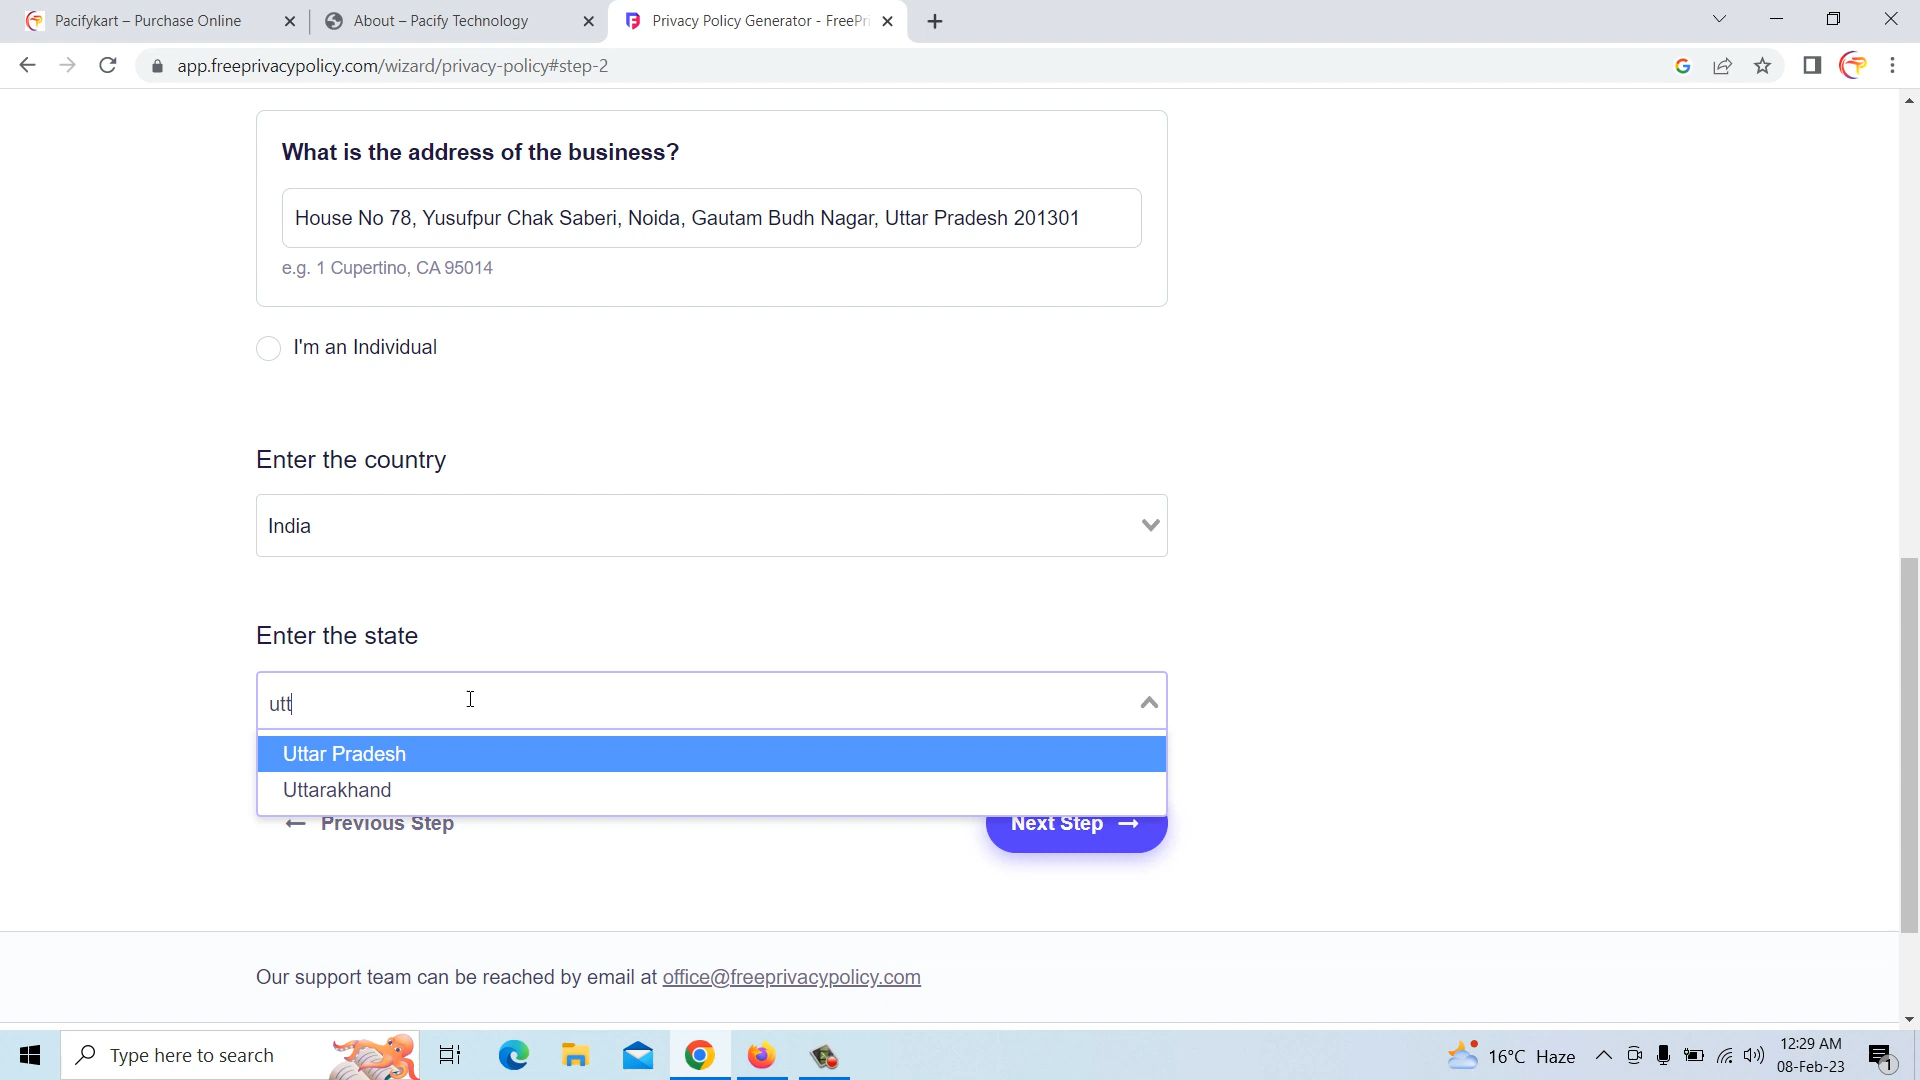 Pacifykart – Purchase Online
About – Pacify Technology
Privacy Policy Generator - FreePri
app.freeprivacypolicy.com/wizard/privacy-policy#step-2
What is the address of the business?
House No 78, Yusufpur Chak Saberi, Noida, Gautam Budh Nagar, Uttar Pradesh 201301
e.g. 1 Cupertino, CA 95014
I'm an Individual
Enter the country
India
Enter the state
utt
Uttar Pradesh
Uttarakhand
Previous Step
Next Step
Our support team can be reached by email at office@freeprivacypolicy.com
Type here to search
16°C Haze
12:29 AM
08-Feb-23
1